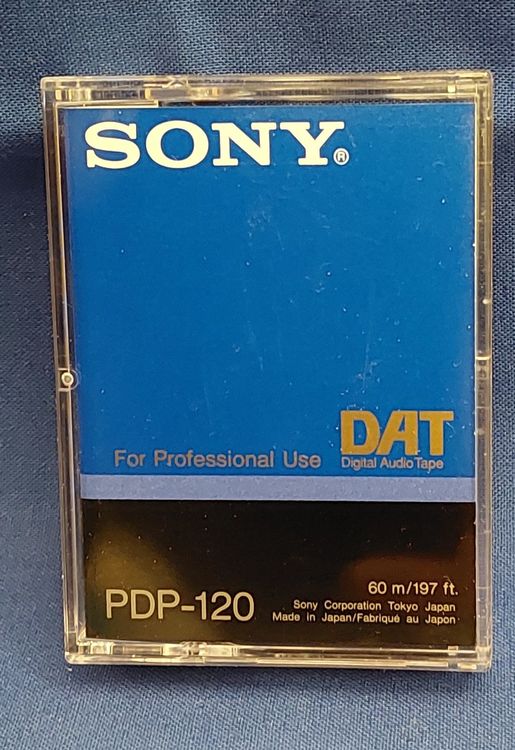 SONY®
DAT
For Professional Use
Digital Audio Tape
60 m/197 ft.
PDP-120
Sony Corporation Tokyo Japan
Made in Japan/Fabriqué au Japon